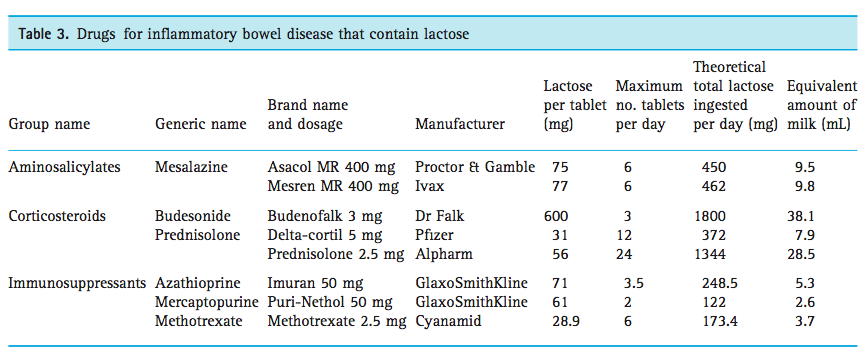 Table 3. Drugs for inflammatory bowel disease that contain lactose
Theoretical
Lactose Maximum total lactose Equivalent
Brand name per tablet no. tablets ingested amount of
Group name Generic name and dosage Manufacturer (mg) per day per day (mg) milk (mL)
Aminosalicylates Mesalazine Asacol MR 400 mg Proctor & Gamble 75 6 450 9.5
Mesren MR 400 mg Ivax 77 6 462 9.8
Corticosteroids Budesonide Budenofalk 3 mg Dr Falk 600 3 1800 38.1
Prednisolone Delta-cortil 5 mg Pfizer 31 12 372 7.9
Prednisolone 2.5 mg Alpharm 56 24 1344 28.5
Immunosuppressants Azathioprine Imuran 50 mg GlaxoSmithKline 71 3.5 248.5 5.3
Mercaptopurine Puri-Nethol 50 mg GlaxoSmithKline 61 2 122 2.6
Methotrexate Methotrexate 2.5 mg Cyanamid 28.9 6 173.4 3.7